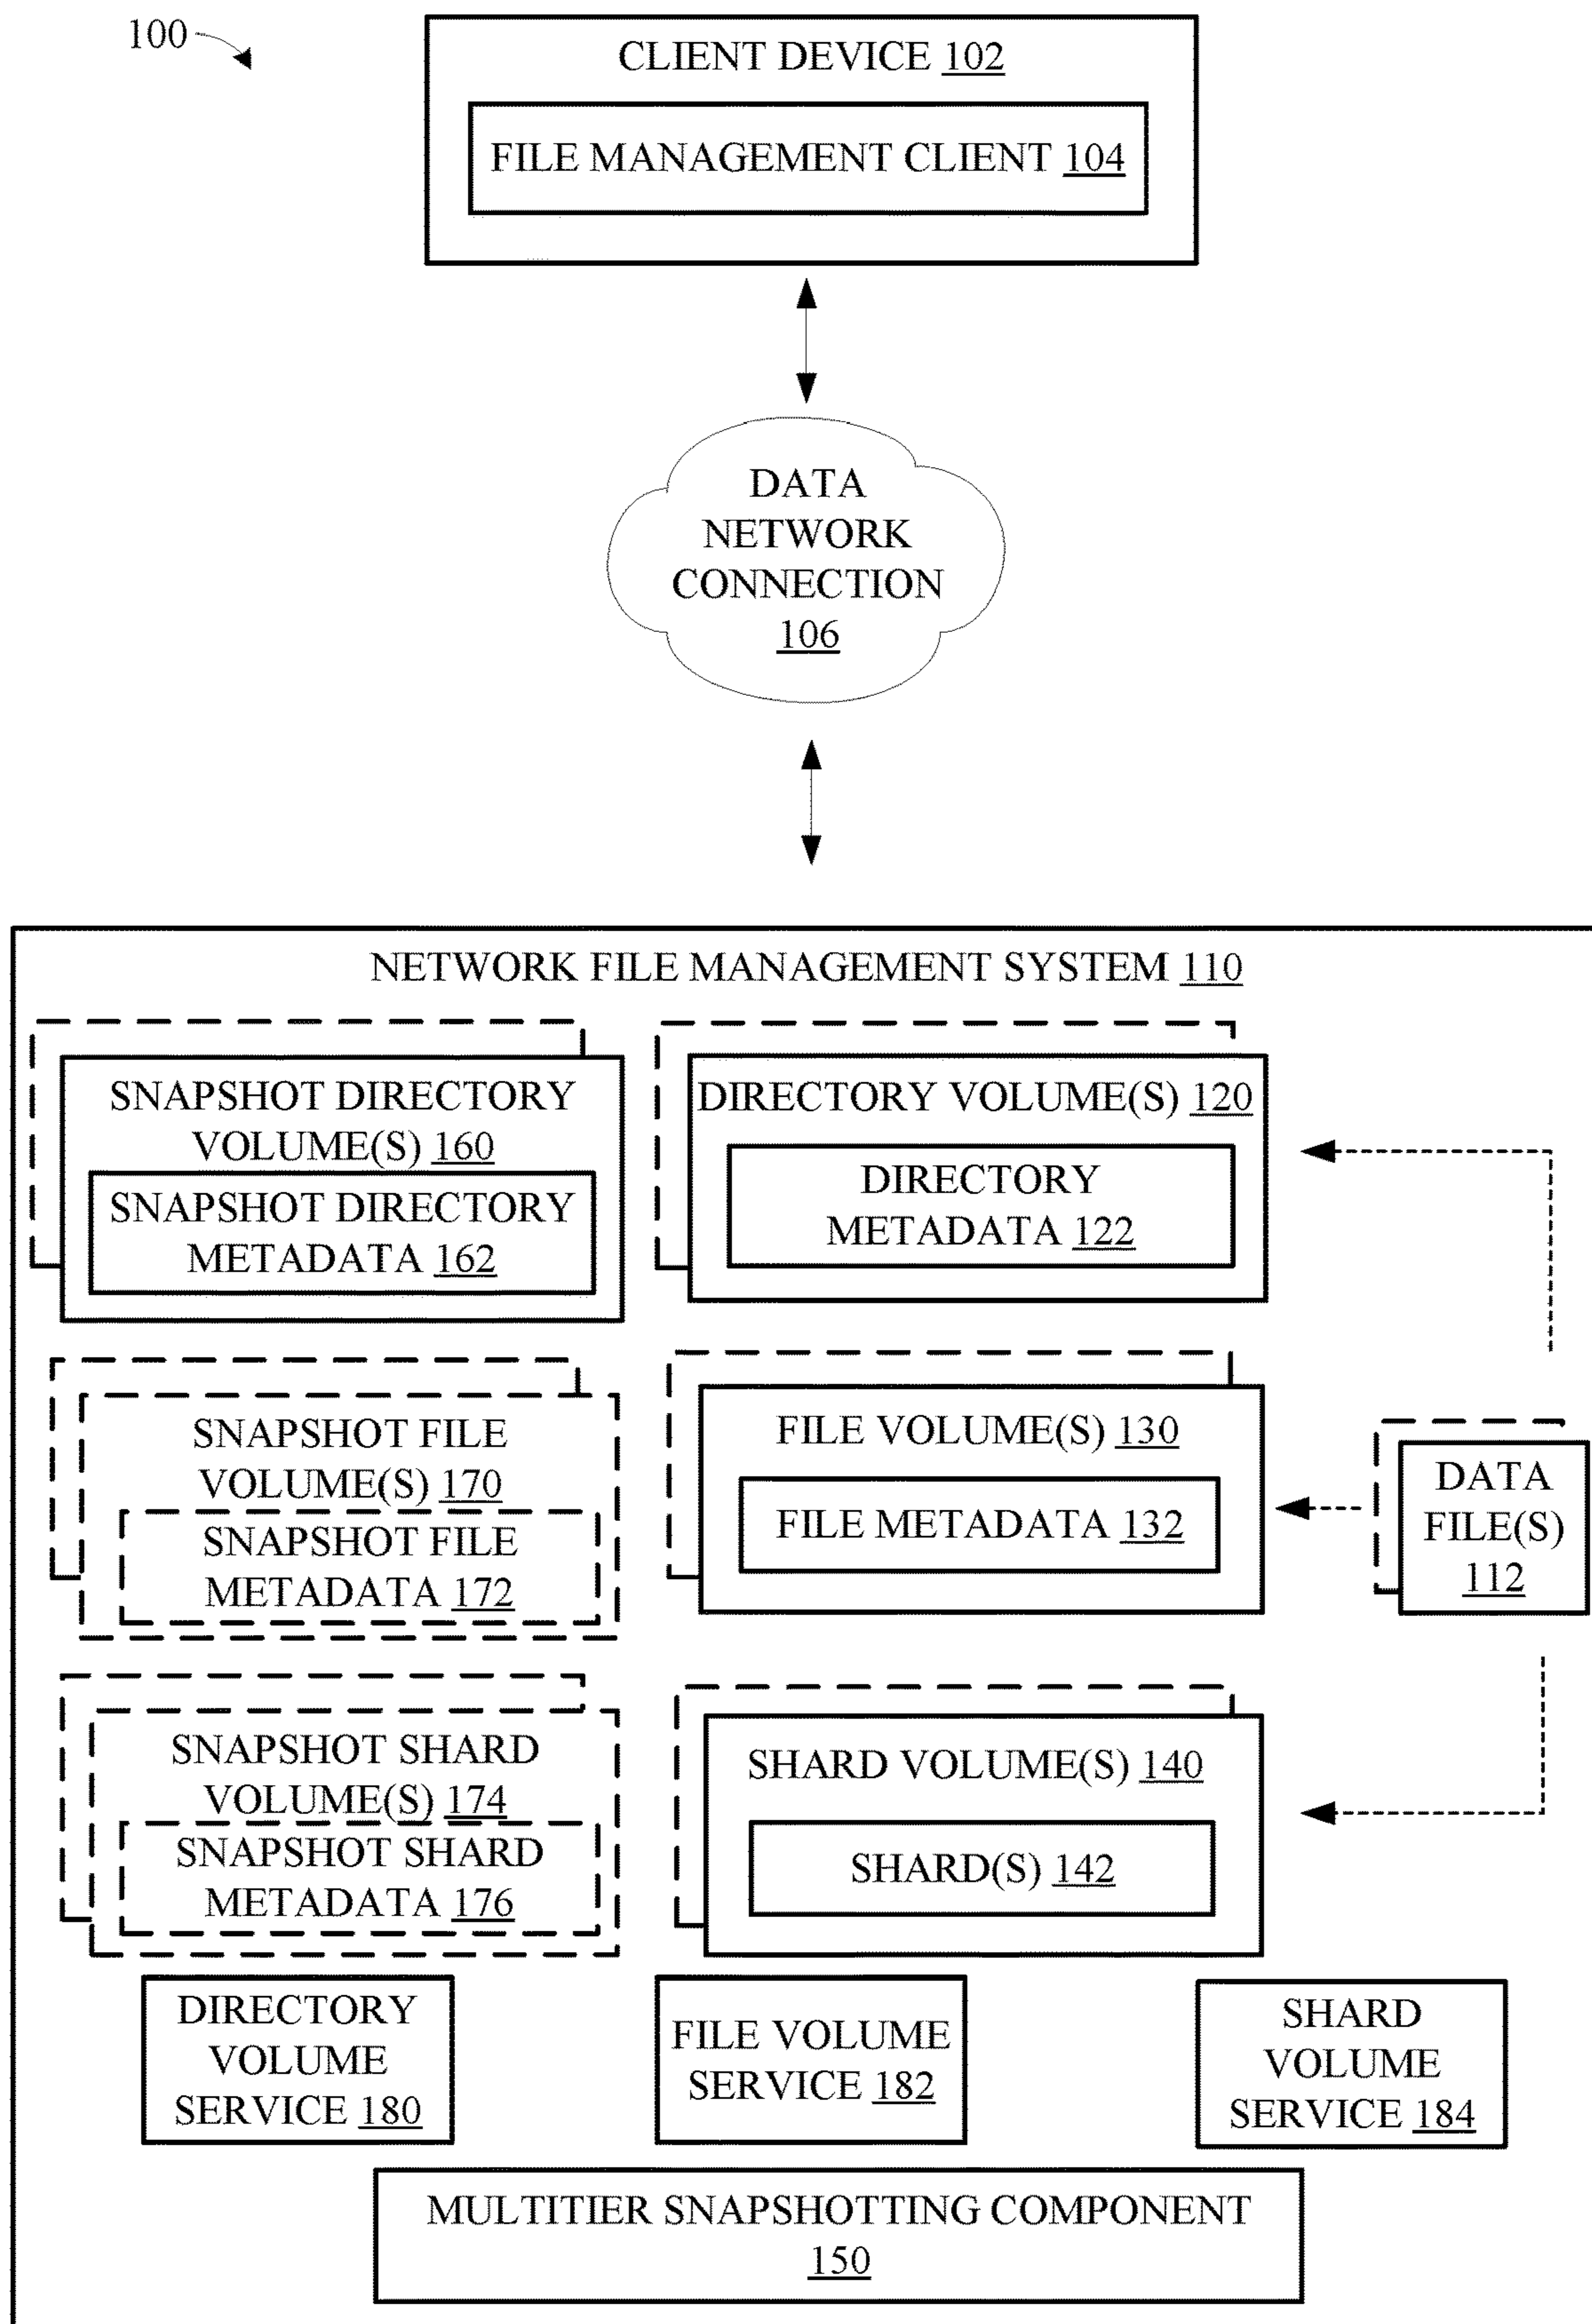 100
CLIENT DEVICE 102
FILE MANAGEMENT CLIENT 104
DATA
NETWORK
CONNECTION
106
NETWORK FILE MANAGEMENT SYSTEM 110
SNAPSHOT DIRECTORY
VOLUME(S) 160
SNAPSHOT DIRECTORY
METADATA 162
DIRECTORY VOLUME(S) 120
DIRECTORY
METADATA 122
SNAPSHOT FILE
VOLUME(S) 170
SNAPSHOT FILE
METADATA 172
FILE VOLUME(S) 130
FILE METADATA 132
DATA
FILE(S)
112
SNAPSHOT SHARD
VOLUME(S) 174
SNAPSHOT SHARD
METADATA 176
SHARD VOLUME(S) 140
SHARD(S) 142
DIRECTORY
VOLUME
SERVICE 180
FILE VOLUME
SERVICE 182
SHARD
VOLUME
SERVICE 184
MULTITIER SNAPSHOTTING COMPONENT
150